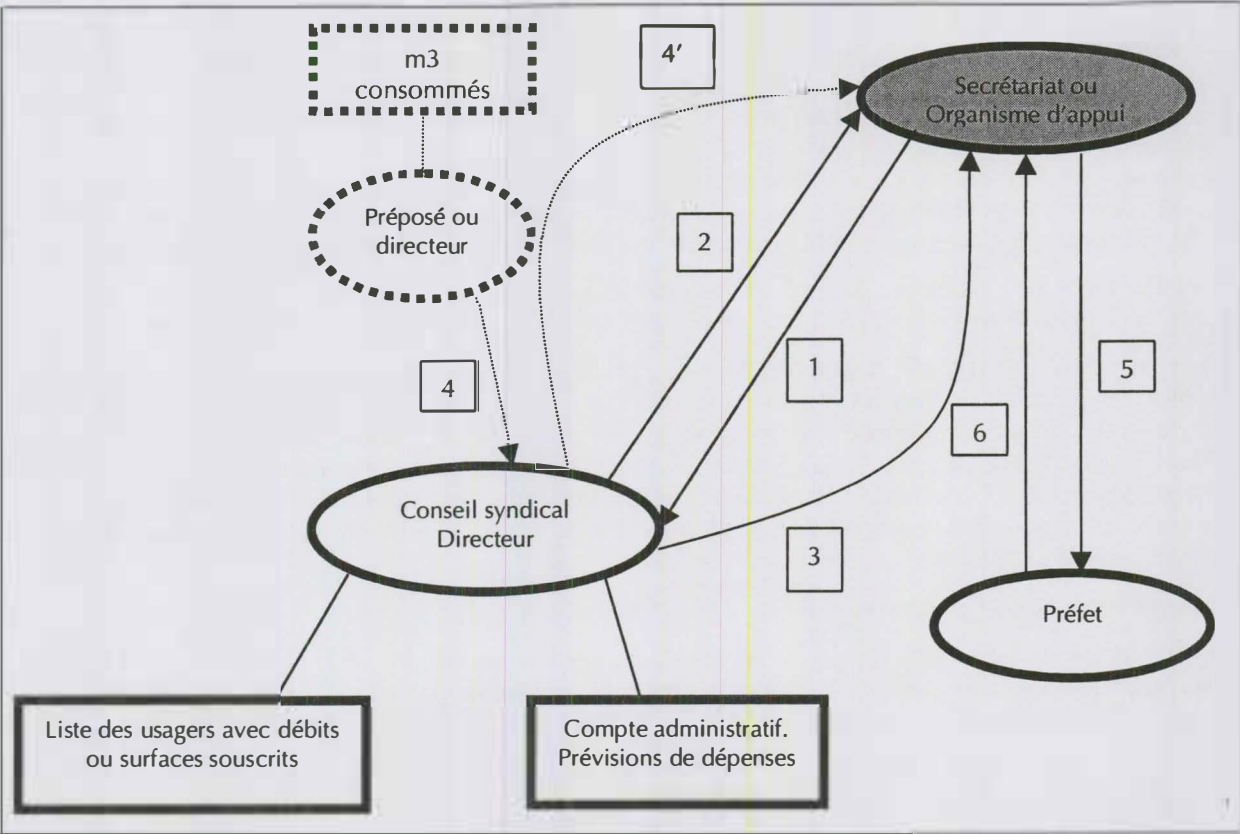 m3
consommés
4’
Secrétariat ou
Organisme d’appui
Préposé ou
directeur
2
1
5
4
6
Conseil syndical
Directeur
3
Préfet
Liste des usagers avec débits
ou surfaces souscrits
Compte administratif.
Prévisions de dépenses